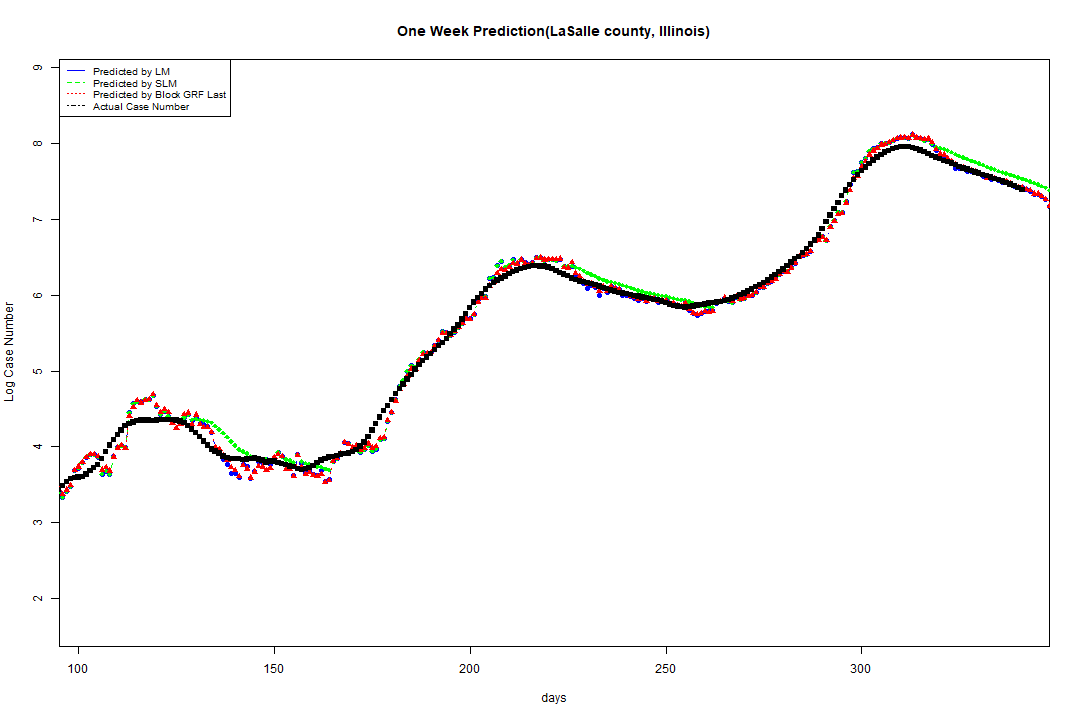 One Week Prediction(LaSalle county, Illinois)
Predicted by LM
Predicted by SLM
Predicted by Block GRF Last
Actual Case Number
9
8
7
6
5
4
3
2
Log Case Number
100 150 200 250 300
days